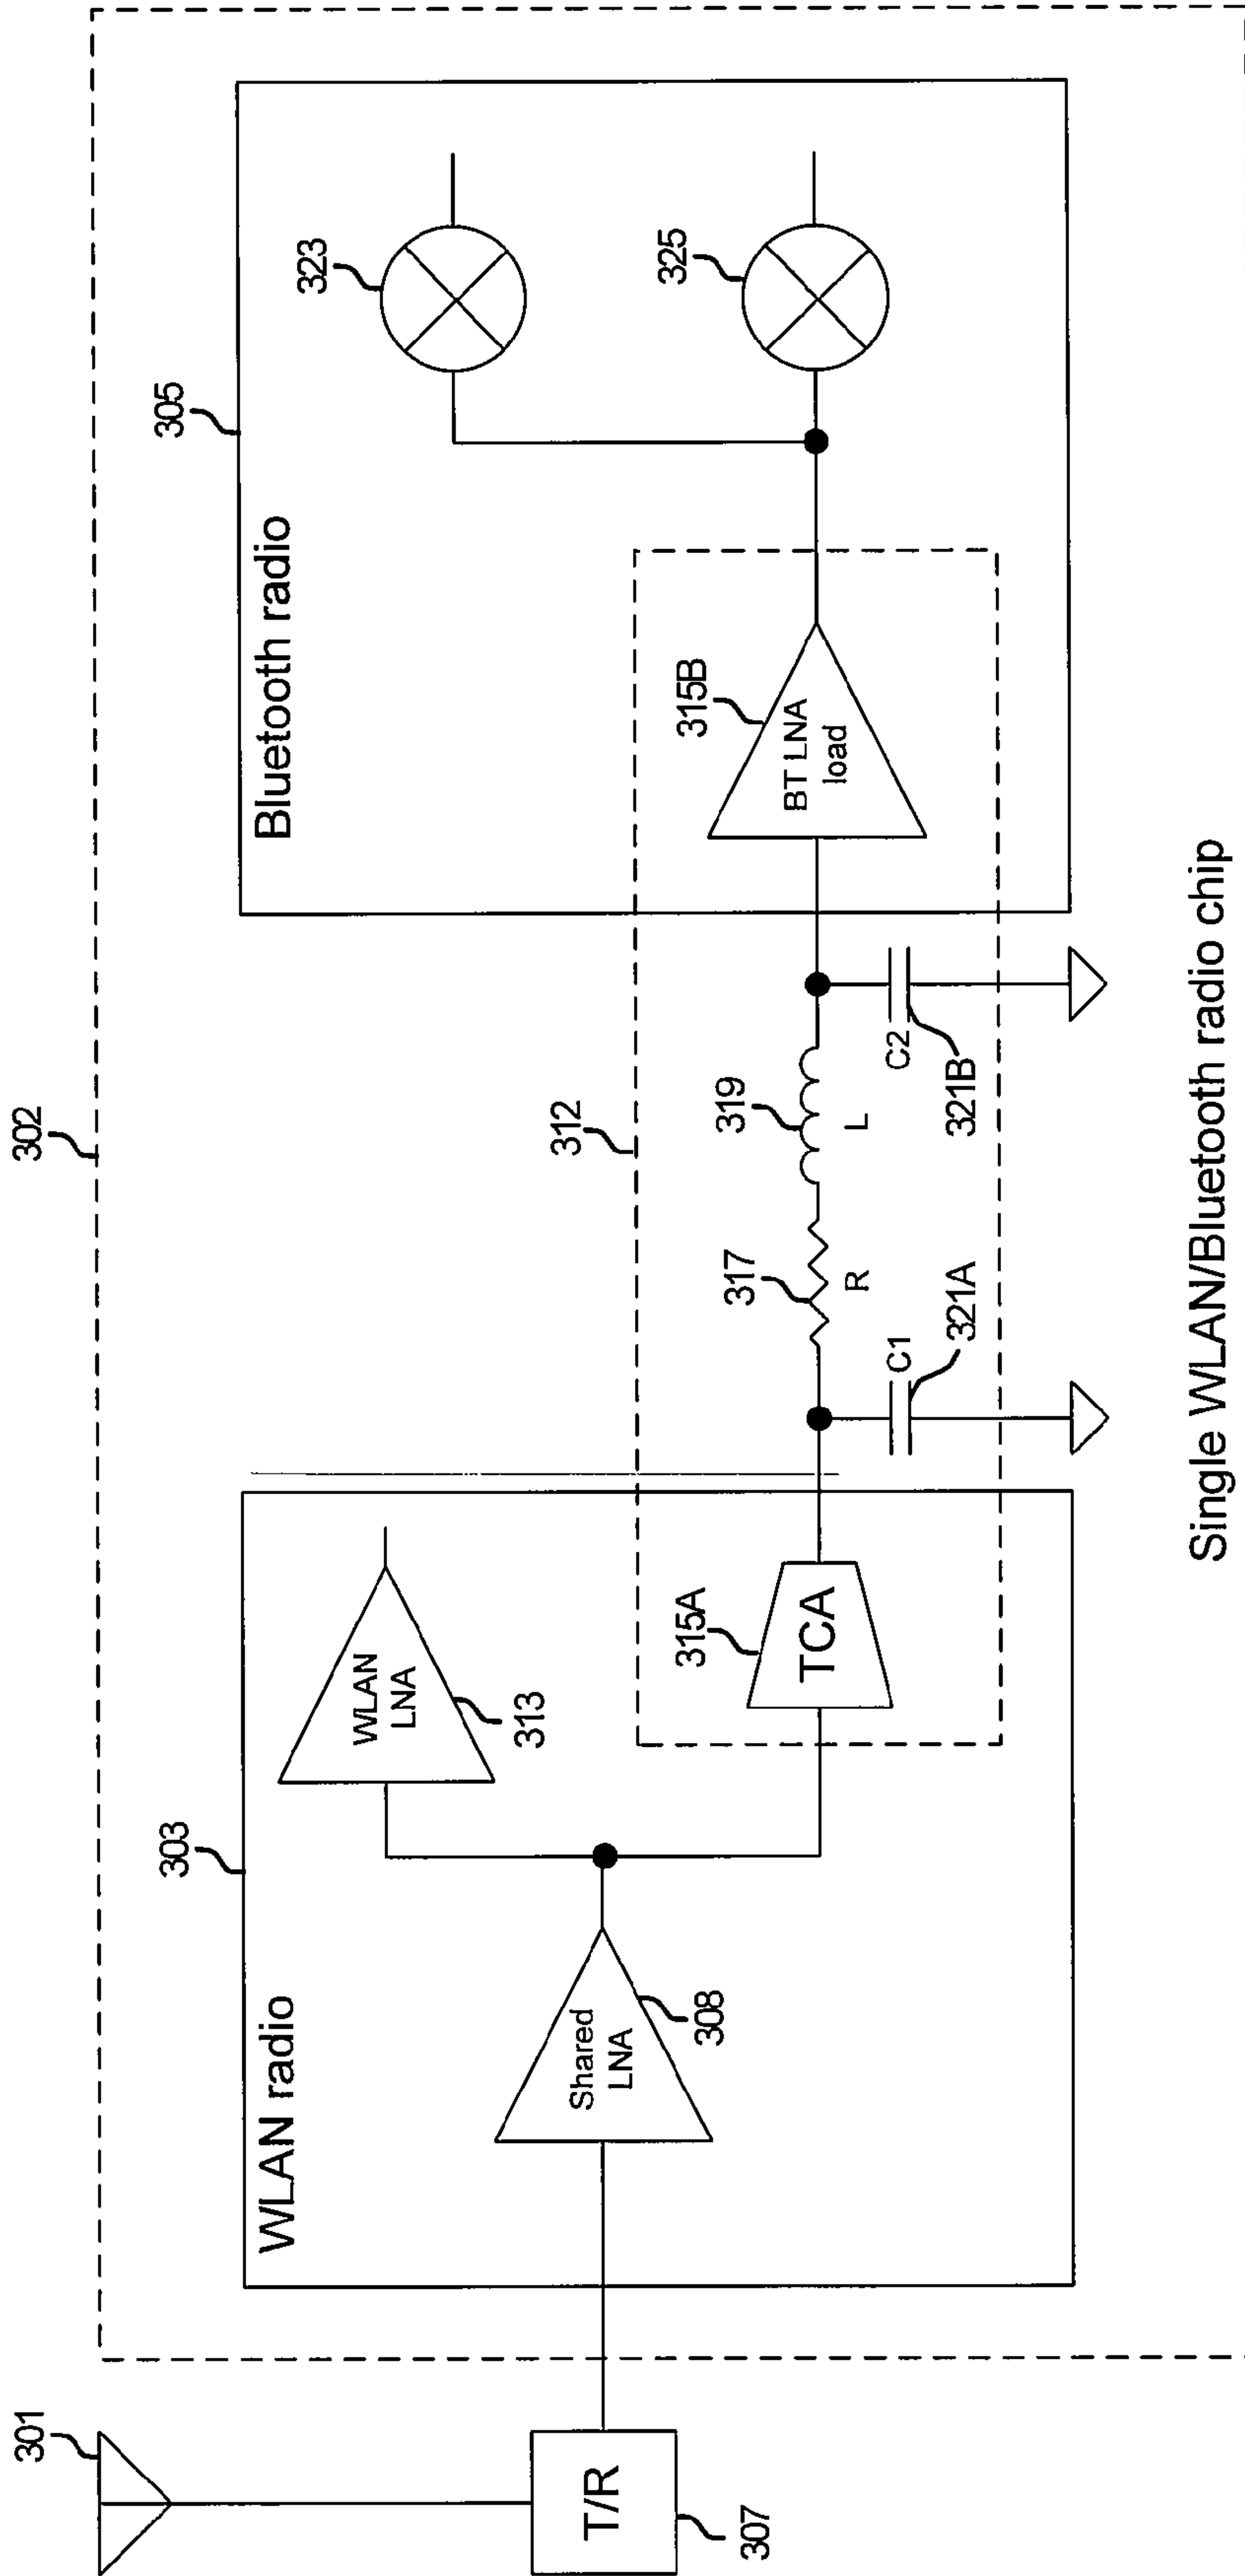 302
301
T/R
307
303
WLAN radio
Shared
LNA
308
WLAN
LNA
313
315A
TCA
312
C1
321A
317
R
319
L
C2
321B
305
Bluetooth radio
315B
BT LNA
load
323
325
Single WLAN/Bluetooth radio chip